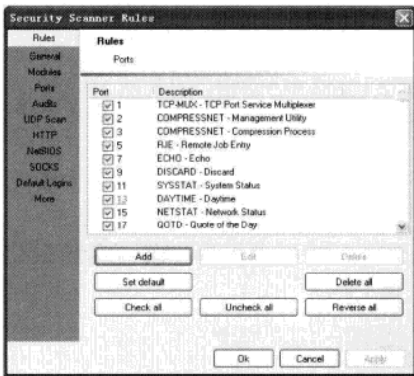 Security Scanner Rules
Rules
General
Modules
Ports
Audits
UDP Scan
HTTP
NetBIOS
SOCKS
Default Logins
More
Rules
Ports
Port Description
1 TCP-MUX - TCP Port Service Multiplexer
2 COMPRESSNET - Management Utility
3 COMPRESSNET - Compression Process
5 RJE - Remote Job Entry
7 ECHO - Echo
9 DISCARD - Discard
11 SYSSTAT - System Status
13 DAYTIME - Daytime
15 NETSTAT - Network Status
17 QOTD - Quote of the Day
Add Edit Delete
Set default Delete all
Check all Uncheck all Reverse all
Ok Cancel Apply